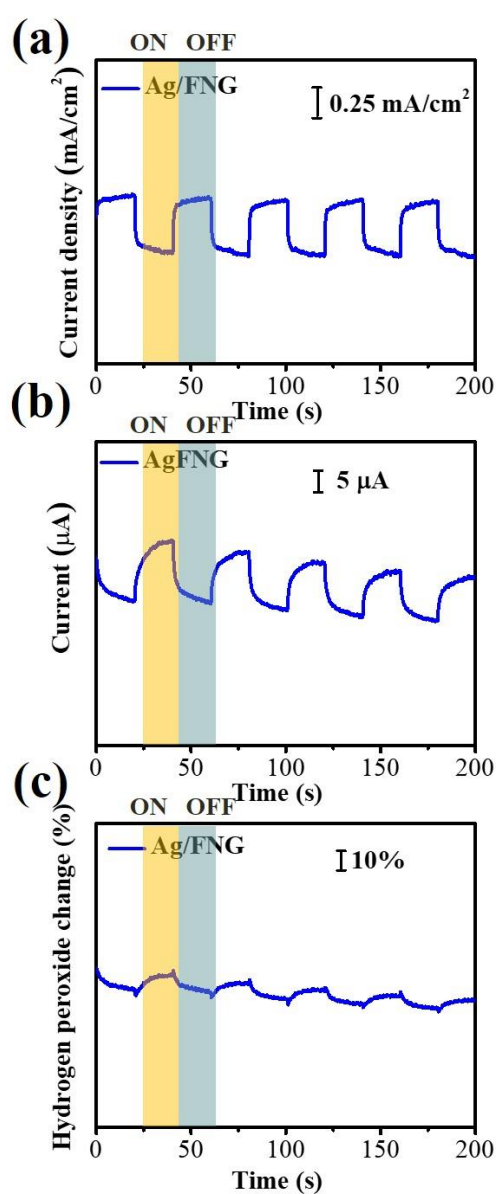 (a)
ON OFF
Ag/FNG
0.25 mA/cm²
Current density (mA/cm²)
0 50 100 150 200
Time (s)
(b)
ON OFF
AgFNG
5 μA
Current (μA)
0 50 100 150 200
Time (s)
(c)
ON OFF
Ag/FNG
10%
Hydrogen peroxide change (%)
0 50 100 150 200
Time (s)